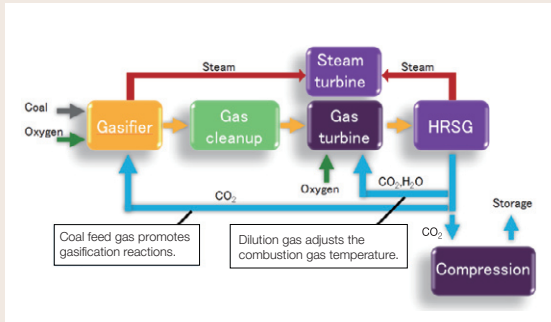 Steam
Steam
Steam
turbine
Coal
Oxygen
Gasifier
Gas
cleanup
Gas
turbine
HRSG
Oxygen
CO₂,H₂O
CO₂
Storage
CO₂
Coal feed gas promotes
gasification reactions.
Dilution gas adjusts the
combustion gas temperature.
Compression